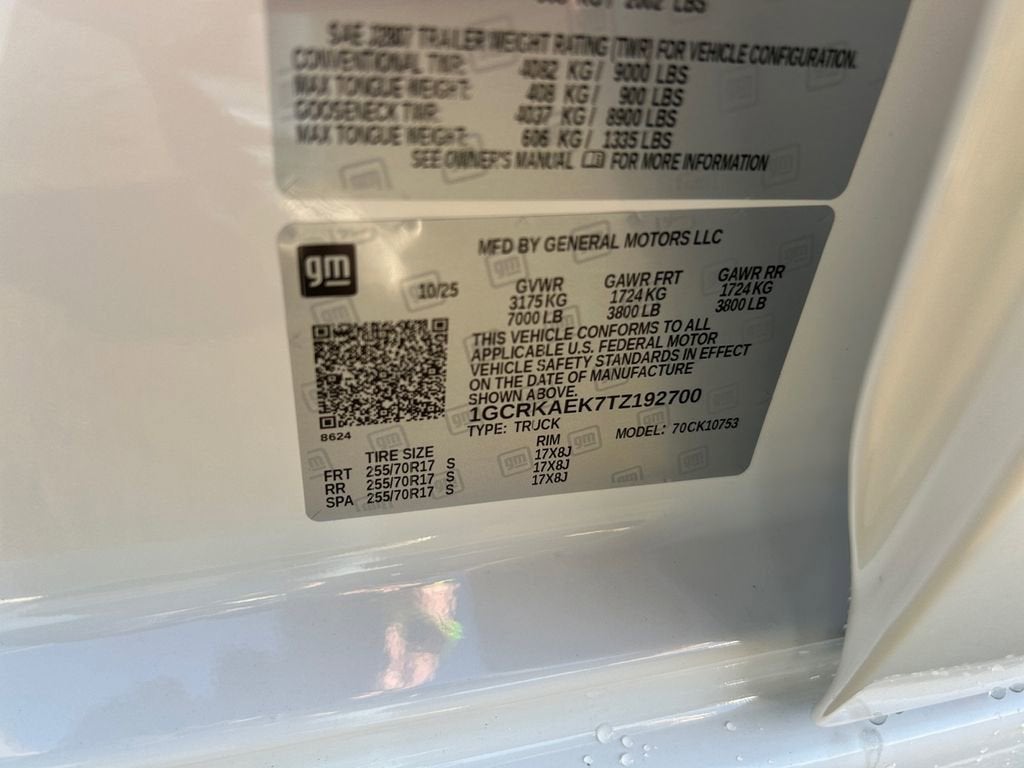 2002 LBS
SAE J2807 TRAILER WEIGHT RATING (TWR) FOR VEHICLE CONFIGURATION.
CONVENTIONAL TWR: 4082 KG/ 9000 LBS
MAX TONGUE WEIGHT: 408 KG/ 900 LBS
GOOSENECK TWR: 4037 KG/ 8900 LBS
MAX TONGUE WEIGHT: 606 KG/ 1335 LBS
SEE OWNER'S MANUAL FOR MORE INFORMATION
gm
MFD BY GENERAL MOTORS LLC
10/25
GVWR GAWR FRT GAWR RR
3175 KG 1724 KG 1724 KG
7000 LB 3800 LB 3800 LB
THIS VEHICLE CONFORMS TO ALL
APPLICABLE U.S. FEDERAL MOTOR
VEHICLE SAFETY STANDARDS IN EFFECT
ON THE DATE OF MANUFACTURE
SHOWN ABOVE.
1GCRKAEK7TZ192700
TYPE: TRUCK MODEL: 70CK10753
8624
TIRE SIZE RIM
FRT 255/70R17 S 17X8J
RR 255/70R17 S 17X8J
SPA 255/70R17 S 17X8J